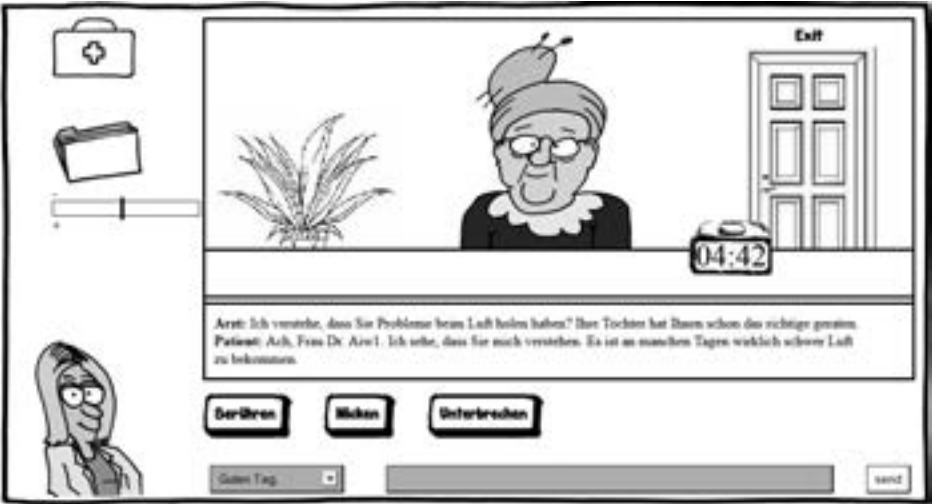 Exit
04:42
Arzt: Ich verstehe, dass Sie Probleme beim Luft holen haben? Ihre Tochter hat Ihnen schon das richtige geraten.
Patient: Ach, Frau Dr. Aiw1. Ich sehe, dass Sie mich verstehen. Es ist an manchen Tagen wirklich schwer Luft
zu bekommen.
Berühren
Nicken
Unterbrechen
Guten Tag.
send